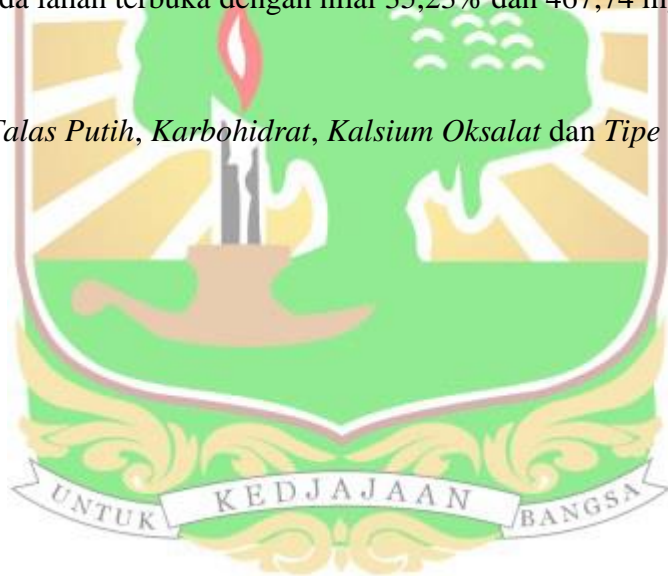 da lahan terbuka dengan nilai 35,25% dan 467,74 m
Talas Putih, Karbohidrat, Kalsium Oksalat dan Tipe
UNTUK KEDJAJAAN BANGSA